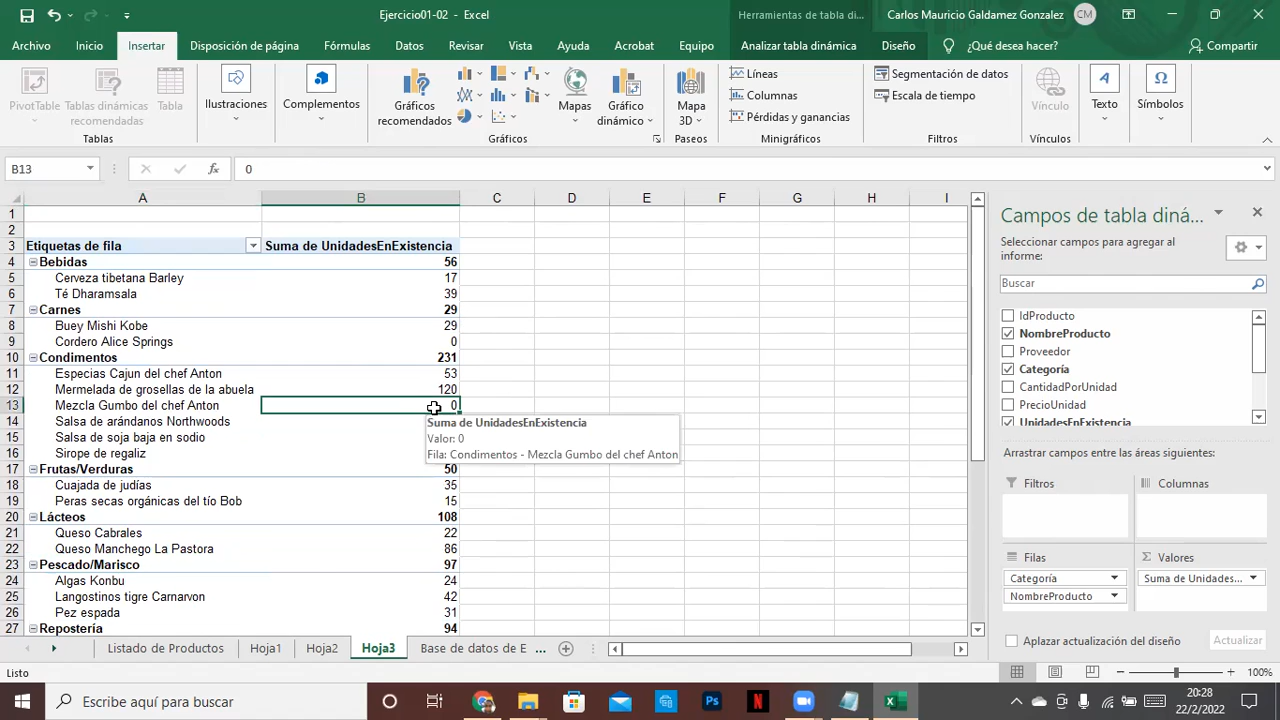 Ejercicio01-02 - Excel
Herramientas de tabla di...
Carlos Mauricio Galdamez Gonzalez
CM
Archivo
Inicio
Insertar
Disposición de página
Fórmulas
Datos
Revisar
Vista
Ayuda
Acrobat
Equipo
Analizar tabla dinámica
Diseño
¿Qué desea hacer?
Compartir
PivotTable
Tablas dinámicas
recomendadas
Tabla
Ilustraciones
Complementos
Gráficos
recomendados
Mapas
Gráfico
dinámico
Mapa
3D
Líneas
Columnas
Pérdidas y ganancias
Segmentación de datos
Escala de tiempo
Vínculo
Texto
Símbolos
Tablas
Gráficos
Paseos
Minigráficos
Filtros
Vínculos
B13
fx
0
A B C D E F G H I
1
2
3 Etiquetas de fila Suma de UnidadesEnExistencia
4 Bebidas 56
5 Cerveza tibetana Barley 17
6 Té Dharamsala 39
7 Carnes 29
8 Buey Mishi Kobe 29
9 Cordero Alice Springs 0
10 Condimentos 231
11 Especias Cajun del chef Anton 53
12 Mermelada de grosellas de la abuela 120
13 Mezcla Gumbo del chef Anton 0
14 Salsa de arándanos Northwoods
15 Salsa de soja baja en sodio
16 Sirope de regaliz
17 Frutas/Verduras 50
18 Cuajada de judías 35
19 Peras secas orgánicas del tío Bob 15
20 Lácteos 108
21 Queso Cabrales 22
22 Queso Manchego La Pastora 86
23 Pescado/Marisco 97
24 Algas Konbu 24
25 Langostinos tigre Carnarvon 42
26 Pez espada 31
27 Repostería 94
Suma de UnidadesEnExistencia
Valor: 0
Fila: Condimentos - Mezcla Gumbo del chef Anton
Campos de tabla diná...
Seleccionar campos para agregar al
informe:
Buscar
IdProducto
NombreProducto
Proveedor
Categoría
CantidadPorUnidad
PrecioUnidad
UnidadesEnExistencia
Arrastrar campos entre las áreas siguientes:
Filtros
Columnas
Filas
Σ Valores
Categoría
NombreProducto
Suma de Unidades...
Aplazar actualización del diseño
Actualizar
Listado de Productos
Hoja1
Hoja2
Hoja3
Base de datos de E ...
Listo
100%
Escribe aquí para buscar
Ps
20:28
22/2/2022